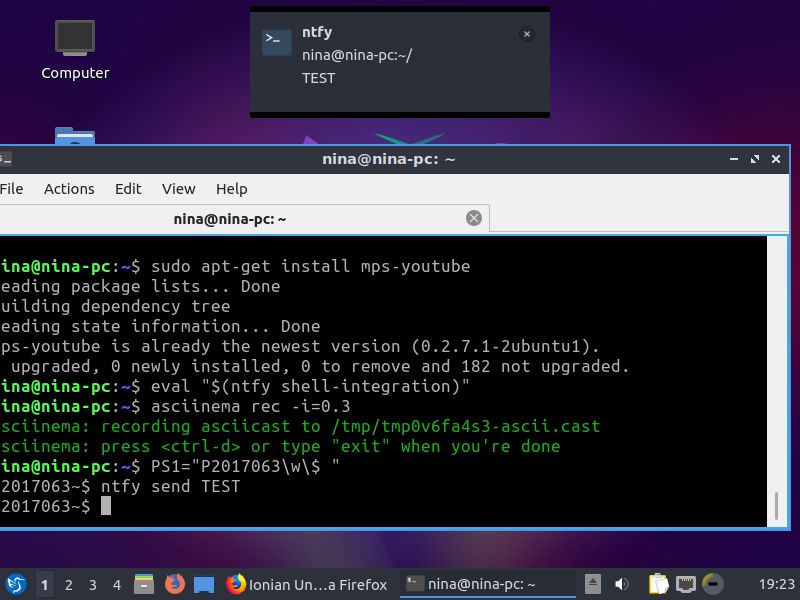 ntfy
nina@nina-pc:~/
TEST
Computer
nina@nina-pc: ~
File Actions Edit View Help
nina@nina-pc: ~
ina@nina-pc:~$ sudo apt-get install mps-youtube
eading package lists... Done
uilding dependency tree
eading state information... Done
ps-youtube is already the newest version (0.2.7.1-2ubuntu1).
upgraded, 0 newly installed, 0 to remove and 182 not upgraded.
ina@nina-pc:~$ eval "$(ntfy shell-integration)"
ina@nina-pc:~$ asciinema rec -i=0.3
sciinema: recording asciicast to /tmp/tmp0v6fa4s3-ascii.cast
sciinema: press <ctrl-d> or type "exit" when you're done
ina@nina-pc:~$ PS1="P2017063\w\$ "
2017063~$ ntfy send TEST
2017063~$
1 2 3 4 Ionian Un...a Firefox nina@nina-pc: ~ 19:23